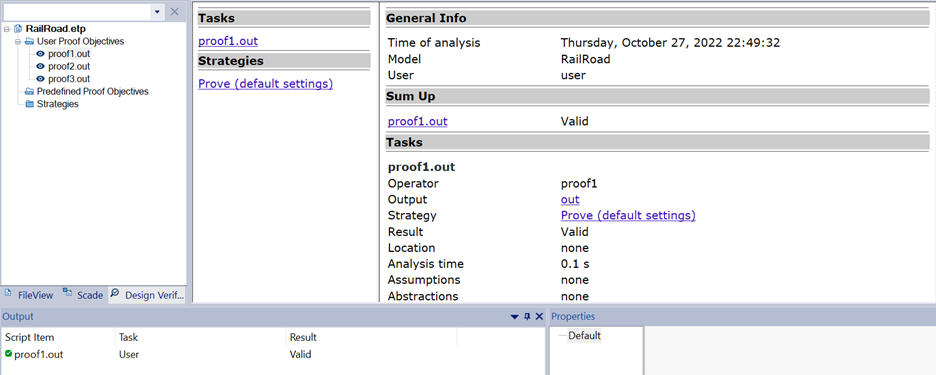 RailRoad.etp
User Proof Objectives
proof1.out
proof2.out
proof3.out
Predefined Proof Objectives
Strategies
FileView
Scade
Design Verif...
Tasks
proof1.out
Strategies
Prove (default settings)
General Info
Time of analysis Thursday, October 27, 2022 22:49:32
Model RailRoad
User user
Sum Up
proof1.out Valid
Tasks
proof1.out
Operator proof1
Output out
Strategy Prove (default settings)
Result Valid
Location none
Analysis time 0.1 s
Assumptions none
Abstractions none
Output
Script Item Task Result
proof1.out User Valid
Properties
Default